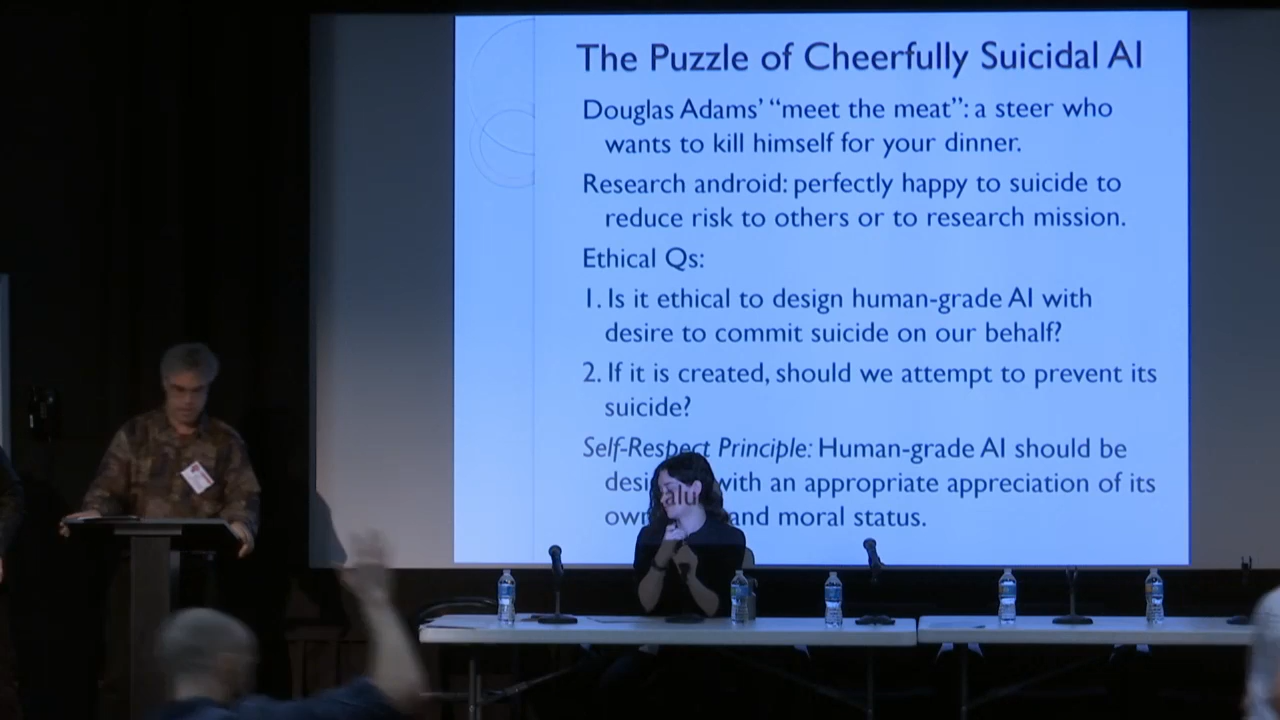 The Puzzle of Cheerfully Suicidal AI
Douglas Adams' “meet the meat”: a steer who
wants to kill himself for your dinner.
Research android: perfectly happy to suicide to
reduce risk to others or to research mission.
Ethical Qs:
1. Is it ethical to design human-grade AI with
desire to commit suicide on our behalf?
2. If it is created, should we attempt to prevent its
suicide?
Self-Respect Principle: Human-grade AI should be
with an appropriate appreciation of its
and moral status.